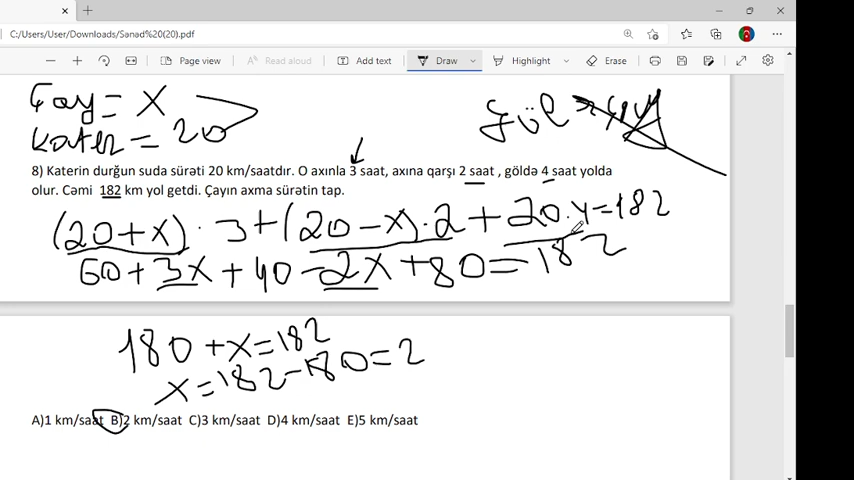 C:/Users/User/Downloads/Sənəd%20(20).pdf
Page view
Read aloud
Add text
Draw
Highlight
Erase
Çay = X
Kater = 20
göl
8) Katerin durğun suda sürəti 20 km/saatdır. O axınla 3 saat, axına qarşı 2 saat , göldə 4 saat yolda
olur. Cəmi 182 km yol getdi. Çayın axma sürətin tap.
(20+x) · 3+(20-x)·2+20·4=182
60+3x+40-2x+80=182
180+x=182
x=182-180=2
A)1 km/saat B)2 km/saat C)3 km/saat D)4 km/saat E)5 km/saat